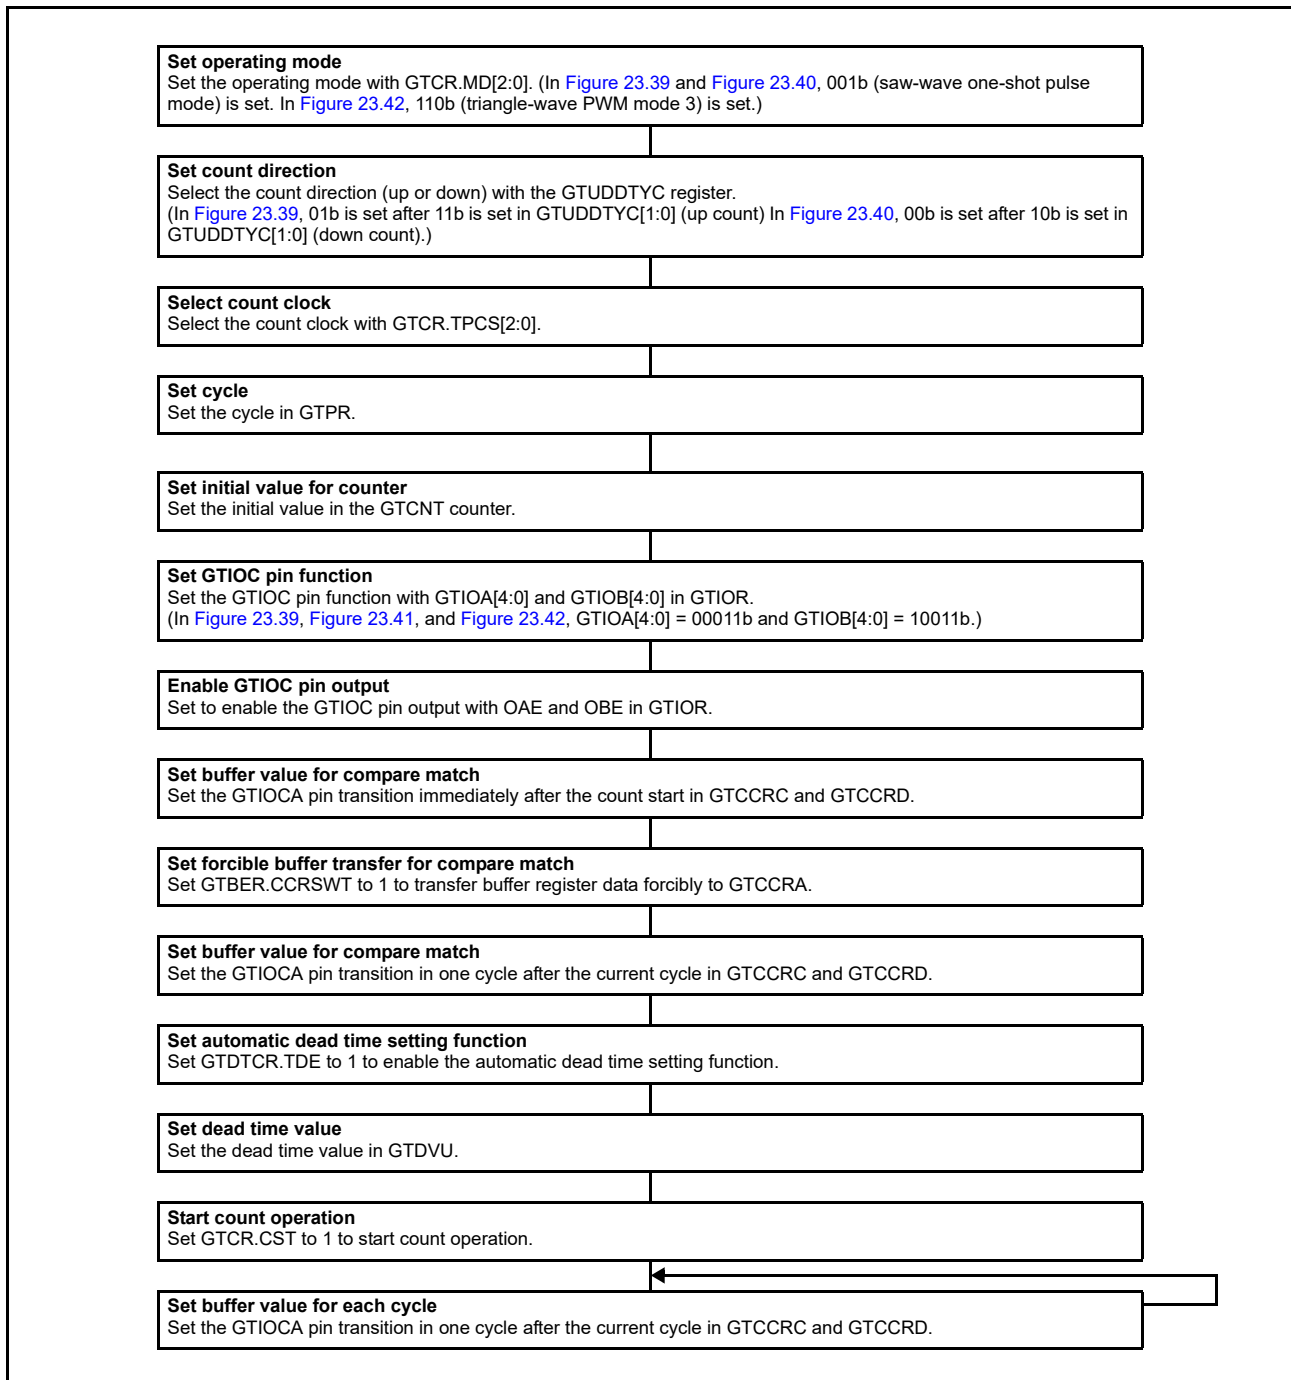 Set operating mode
Set the operating mode with GTCR.MD[2:0]. (In Figure 23.39 and Figure 23.40, 001b (saw-wave one-shot pulse
mode) is set. In Figure 23.42, 110b (triangle-wave PWM mode 3) is set.)
Set count direction
Select the count direction (up or down) with the GTUDDTYC register.
(In Figure 23.39, 01b is set after 11b is set in GTUDDTYC[1:0] (up count) In Figure 23.40, 00b is set after 10b is set in
GTUDDTYC[1:0] (down count).)
Select count clock
Select the count clock with GTCR.TPCS[2:0].
Set cycle
Set the cycle in GTPR.
Set initial value for counter
Set the initial value in the GTCNT counter.
Set GTIOC pin function
Set the GTIOC pin function with GTIOA[4:0] and GTIOB[4:0] in GTIOR.
(In Figure 23.39, Figure 23.41, and Figure 23.42, GTIOA[4:0] = 00011b and GTIOB[4:0] = 10011b.)
Enable GTIOC pin output
Set to enable the GTIOC pin output with OAE and OBE in GTIOR.
Set buffer value for compare match
Set the GTIOCA pin transition immediately after the count start in GTCCRC and GTCCRD.
Set forcible buffer transfer for compare match
Set GTBER.CCRSWT to 1 to transfer buffer register data forcibly to GTCCRA.
Set buffer value for compare match
Set the GTIOCA pin transition in one cycle after the current cycle in GTCCRC and GTCCRD.
Set automatic dead time setting function
Set GTDTCR.TDE to 1 to enable the automatic dead time setting function.
Set dead time value
Set the dead time value in GTDVU.
Start count operation
Set GTCR.CST to 1 to start count operation.
Set buffer value for each cycle
Set the GTIOCA pin transition in one cycle after the current cycle in GTCCRC and GTCCRD.